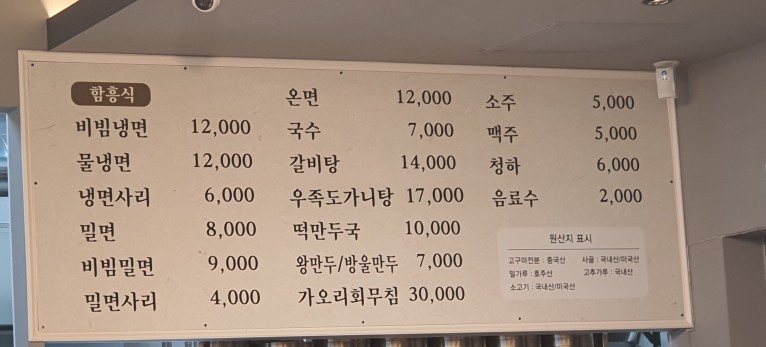 함흥식
비빔냉면 12,000
물냉면 12,000
냉면사리 6,000
밀면 8,000
비빔밀면 9,000
밀면사리 4,000
온면 12,000
국수 7,000
갈비탕 14,000
우족도가니탕 17,000
떡만두국 10,000
왕만두/방울만두 7,000
가오리회무침 30,000
소주 5,000
맥주 5,000
청하 6,000
음료수 2,000
원산지 표시
고구마전분 : 중국산 사골 : 국내산/미국산
밀가루 : 호주산 고추가루 : 국내산
소고기 : 국내산/미국산